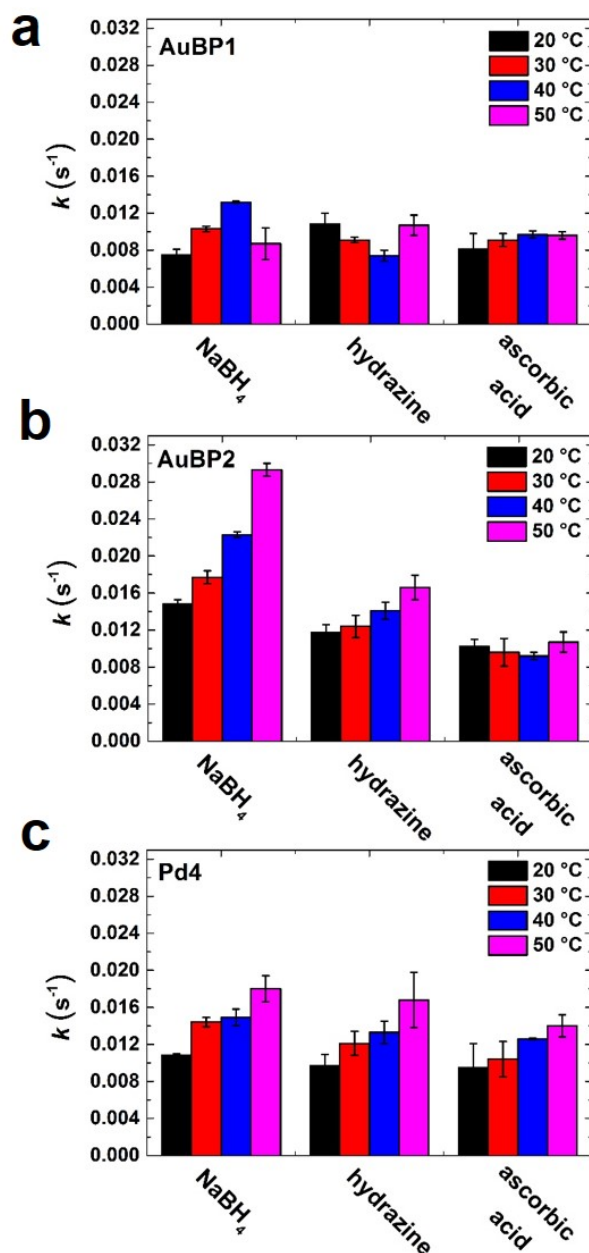 a
AuBP1
20 °C
30 °C
40 °C
50 °C
k (s⁻¹)
0.032
0.028
0.024
0.020
0.016
0.012
0.008
0.004
0.000
NaBH₄
hydrazine
ascorbic
acid
b
AuBP2
20 °C
30 °C
40 °C
50 °C
k (s⁻¹)
0.032
0.028
0.024
0.020
0.016
0.012
0.008
0.004
0.000
NaBH₄
hydrazine
ascorbic
acid
c
Pd4
20 °C
30 °C
40 °C
50 °C
k (s⁻¹)
0.032
0.028
0.024
0.020
0.016
0.012
0.008
0.004
0.000
NaBH₄
hydrazine
ascorbic
acid